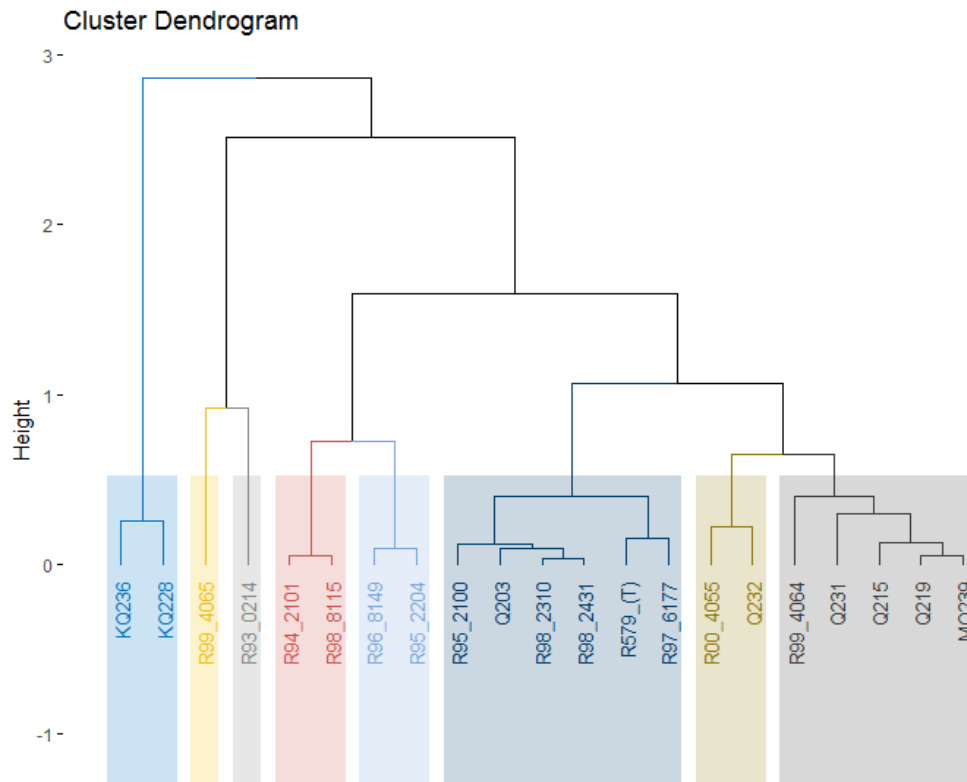 Cluster Dendrogram
3
2
1
0
-1
Height
KQ236
KQ228
R99_4065
R93_0214
R94_2101
R98_8115
R96_8149
R95_2204
R95_2100
Q203
R98_2310
R98_2431
R579_(T)
R97_6177
R00_4055
Q232
R99_4064
Q231
Q215
Q219
MQ239